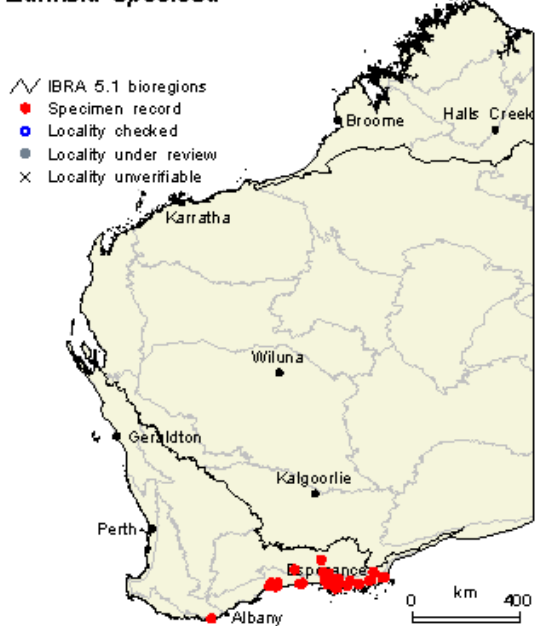 IBRA 5.1 bioregions
Specimen record
Locality checked
Locality under review
Locality unverifiable
Broome
Halls Creek
Karratha
Wiluna
Geraldton
Kalgoorlie
Perth
Esperance
Albany
km
0 400